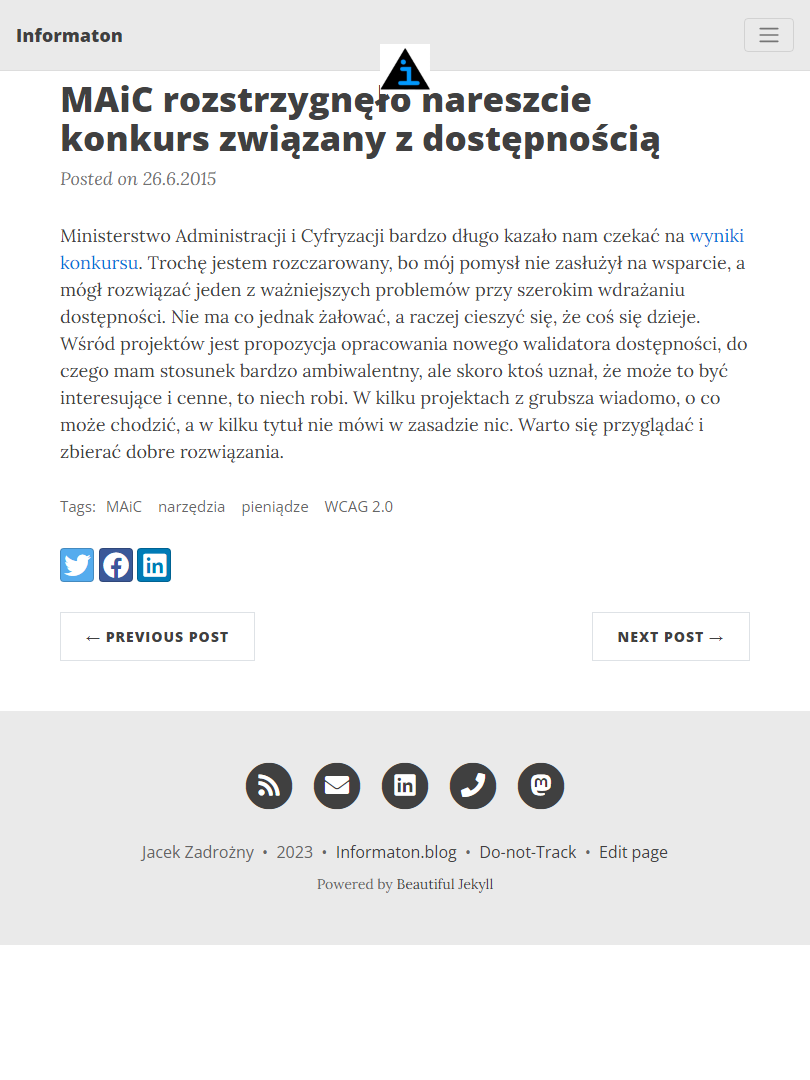 Informaton
MAiC rozstrzygnęło nareszcie
konkurs związany z dostępnością
Posted on 26.6.2015
Ministerstwo Administracji i Cyfryzacji bardzo długo kazało nam czekać na wyniki
konkursu. Trochę jestem rozczarowany, bo mój pomysł nie zasłużył na wsparcie, a
mógł rozwiązać jeden z ważniejszych problemów przy szerokim wdrażaniu
dostępności. Nie ma co jednak żałować, a raczej cieszyć się, że coś się dzieje.
Wśród projektów jest propozycja opracowania nowego walidatora dostępności, do
czego mam stosunek bardzo ambiwalentny, ale skoro ktoś uznał, że może to być
interesujące i cenne, to niech robi. W kilku projektach z grubsza wiadomo, o co
może chodzić, a w kilku tytuł nie mówi w zasadzie nic. Warto się przyglądać i
zbierać dobre rozwiązania.
Tags: MAiC narzędzia pieniądze WCAG 2.0
← PREVIOUS POST NEXT POST →
Jacek Zadrożny • 2023 • Informaton.blog • Do-not-Track • Edit page
Powered by Beautiful Jekyll